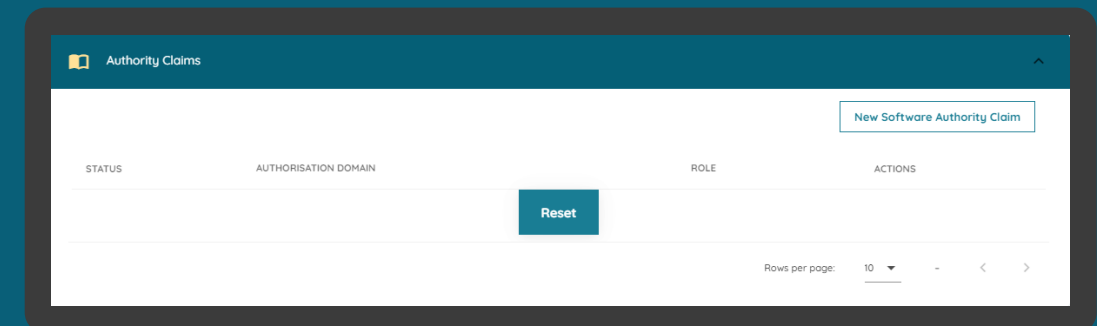 Authority Claims
New Software Authority Claim
STATUS AUTHORISATION DOMAIN ROLE ACTIONS
Reset
Rows per page: 10 -